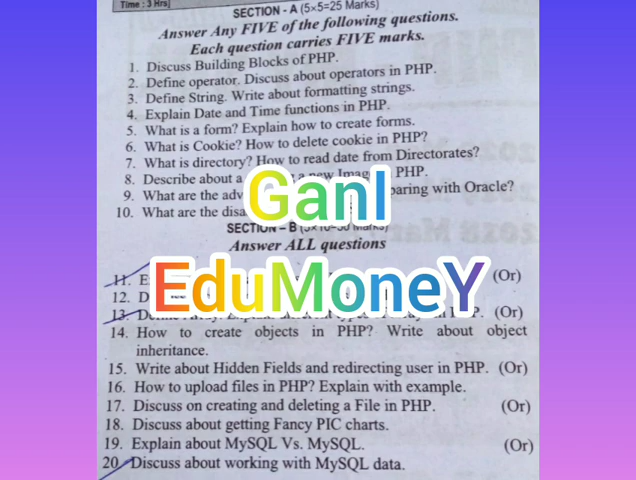 Time : 3 Hrs]
SECTION - A (5×5=25 Marks)
Answer Any FIVE of the following questions.
Each question carries FIVE marks.
1. Discuss Building Blocks of PHP.
2. Define operator. Discuss about operators in PHP.
3. Define String. Write about formatting strings.
4. Explain Date and Time functions in PHP.
5. What is a form? Explain how to create forms.
6. What is Cookie? How to delete cookie in PHP?
7. What is directory? How to read date from Directorates?
8. Describe about a new PHP.
9. What are the with Oracle?
10. What are the
GanI
SECTION – B
Answer ALL questions
EduMoneY
11. (Or)
12.
13. (Or)
14. How to create objects in PHP? Write about object
inheritance.
15. Write about Hidden Fields and redirecting user in PHP. (Or)
16. How to upload files in PHP? Explain with example.
17. Discuss on creating and deleting a File in PHP. (Or)
18. Discuss about getting Fancy PIC charts.
19. Explain about MySQL Vs. MySQL. (Or)
20. Discuss about working with MySQL data.